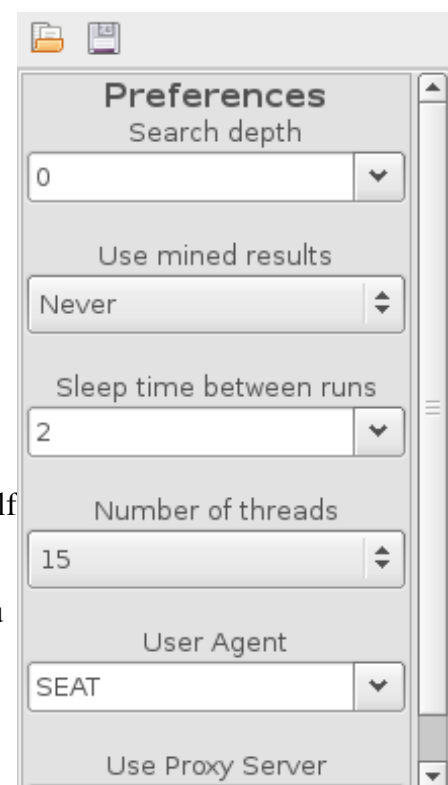 Preferences
Search depth
0
Use mined results
Never
Sleep time between runs
2
lf
Number of threads
15
User Agent
SEAT
Use Proxy Server